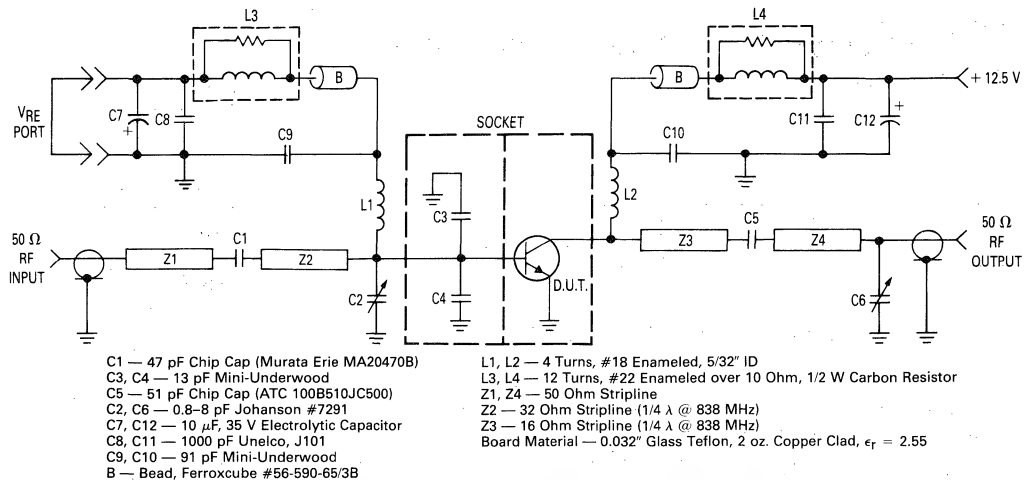 L3
L4
B
B
+ 12.5 V
VRE
PORT
C7
+
C8
C9
SOCKET
C10
C11
C12
+
L1
L2
50 Ω
RF
INPUT
Z1
C1
Z2
C2
C3
C4
D.U.T.
Z3
C5
Z4
C6
50 Ω
RF
OUTPUT
C1 — 47 pF Chip Cap (Murata Erie MA20470B)
C3, C4 — 13 pF Mini-Underwood
C5 — 51 pF Chip Cap (ATC 100B510JC500)
C2, C6 — 0.8–8 pF Johanson #7291
C7, C12 — 10 μF, 35 V Electrolytic Capacitor
C8, C11 — 1000 pF Unelco, J101
C9, C10 — 91 pF Mini-Underwood
B — Bead, Ferroxcube #56-590-65/3B
L1, L2 — 4 Turns, #18 Enameled, 5/32″ ID
L3, L4 — 12 Turns, #22 Enameled over 10 Ohm, 1/2 W Carbon Resistor
Z1, Z4 — 50 Ohm Stripline
Z2 — 32 Ohm Stripline (1/4 λ @ 838 MHz)
Z3 — 16 Ohm Stripline (1/4 λ @ 838 MHz)
Board Material — 0.032″ Glass Teflon, 2 oz. Copper Clad, εr = 2.55